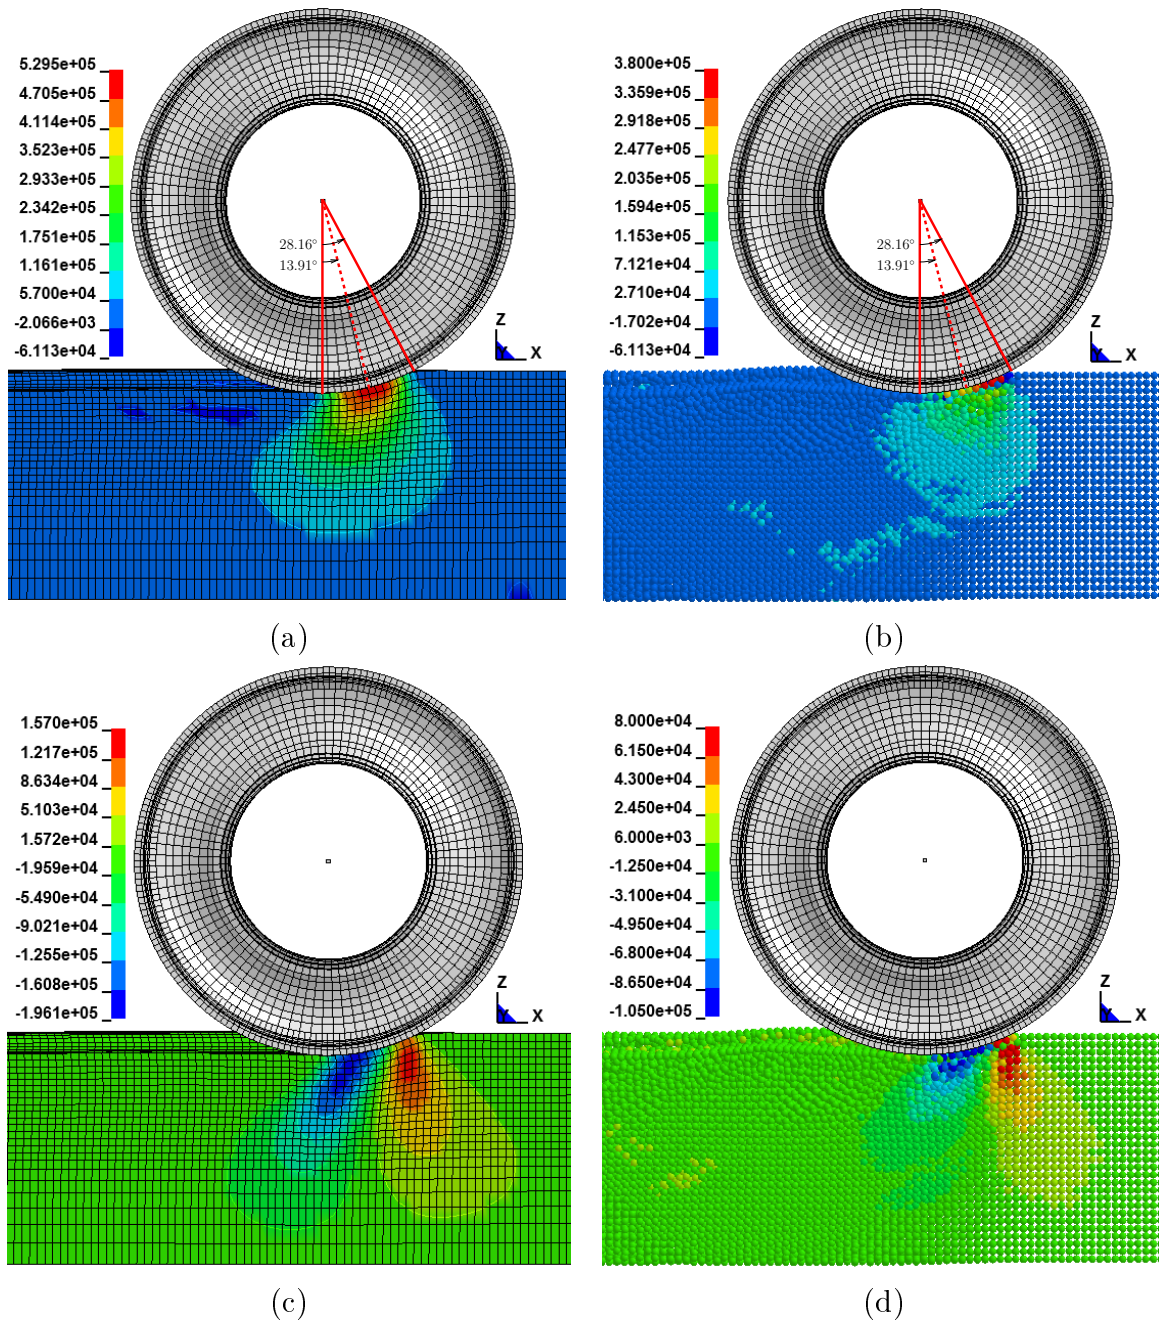 5.295e+05
4.705e+05
4.114e+05
3.523e+05
2.933e+05
2.342e+05
1.751e+05
1.161e+05
5.700e+04
-2.066e+03
-6.113e+04
28.16°
13.91°
Z
Y
X
(a)
3.800e+05
3.359e+05
2.918e+05
2.477e+05
2.035e+05
1.594e+05
1.153e+05
7.121e+04
2.710e+04
-1.702e+04
-6.113e+04
28.16°
13.91°
Z
Y
X
(b)
1.570e+05
1.217e+05
8.634e+04
5.103e+04
1.572e+04
-1.959e+04
-5.490e+04
-9.021e+04
-1.255e+05
-1.608e+05
-1.961e+05
Z
Y
X
(c)
8.000e+04
6.150e+04
4.300e+04
2.450e+04
6.000e+03
-1.250e+04
-3.100e+04
-4.950e+04
-6.800e+04
-8.650e+04
-1.050e+05
Z
Y
X
(d)